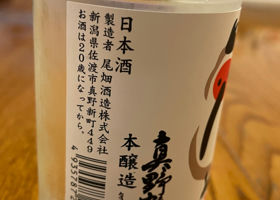 日本酒
製造者 尾畑酒造株式会社
新潟県佐渡市真野新町449
お酒は20歳になってから。
本醸造
真野
4935787